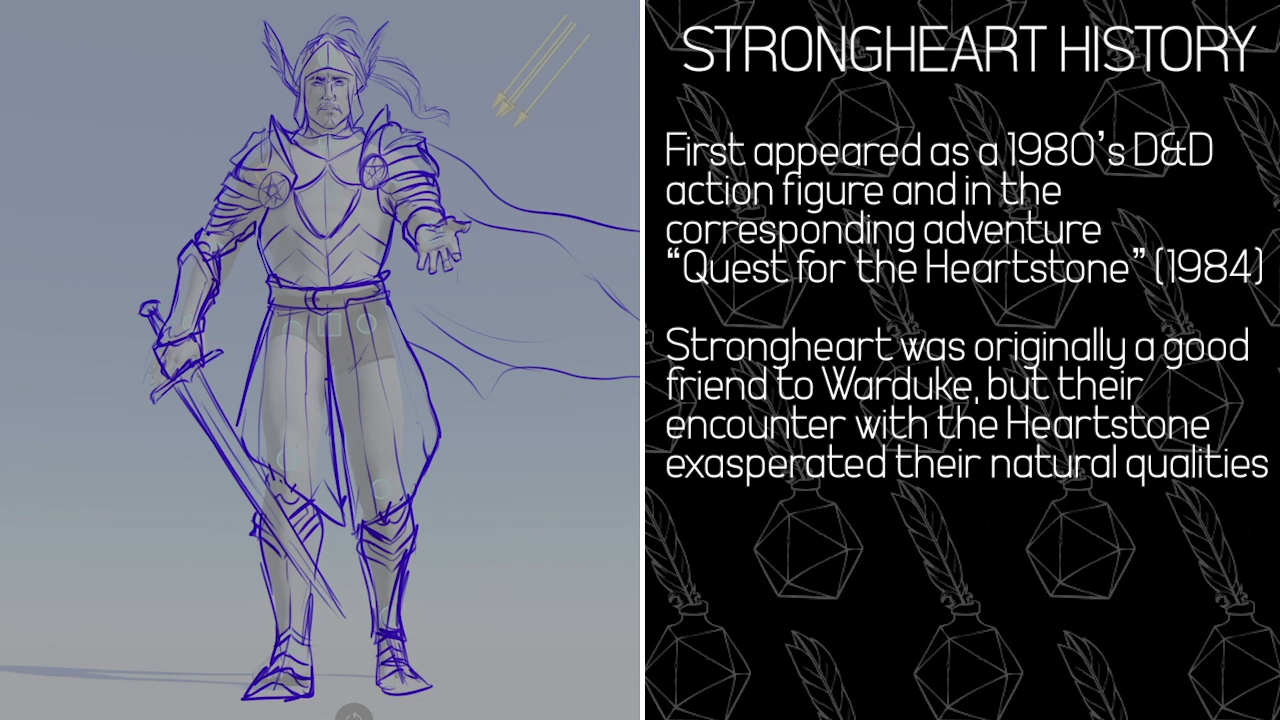 STRONGHEART HISTORY
First appeared as a 1980's D&D
action figure and in the
corresponding adventure
“Quest for the Heartstone” (1984)
Strongheart was originally a good
friend to Warduke, but their
encounter with the Heartstone
exasperated their natural qualities